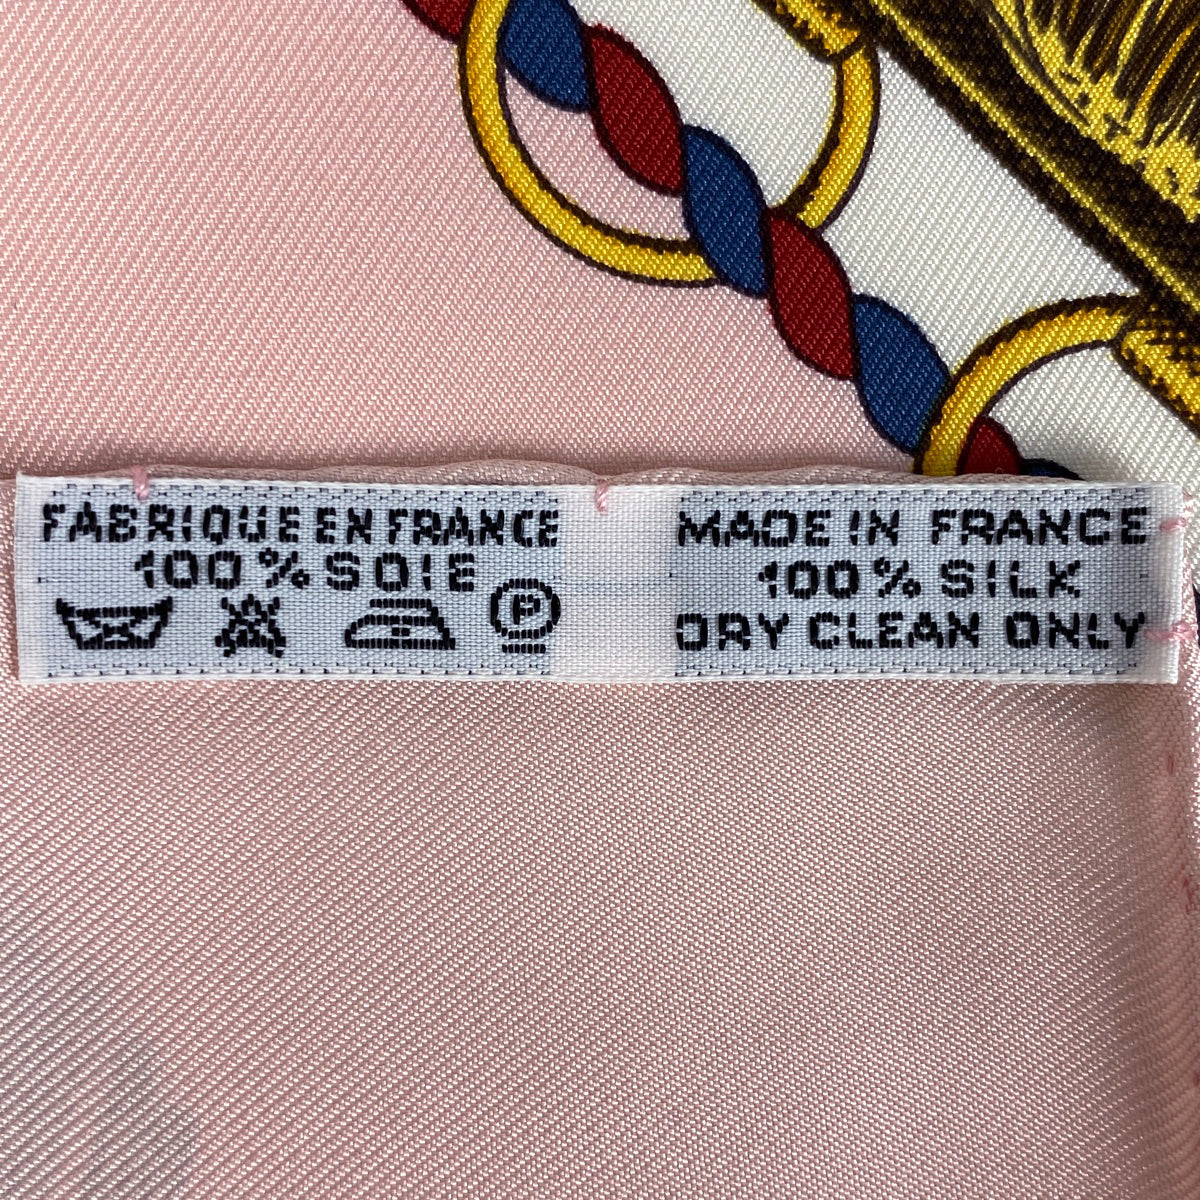 FABRIQUE EN FRANCE
100% SOIE
P
MADE IN FRANCE
100% SILK
DRY CLEAN ONLY